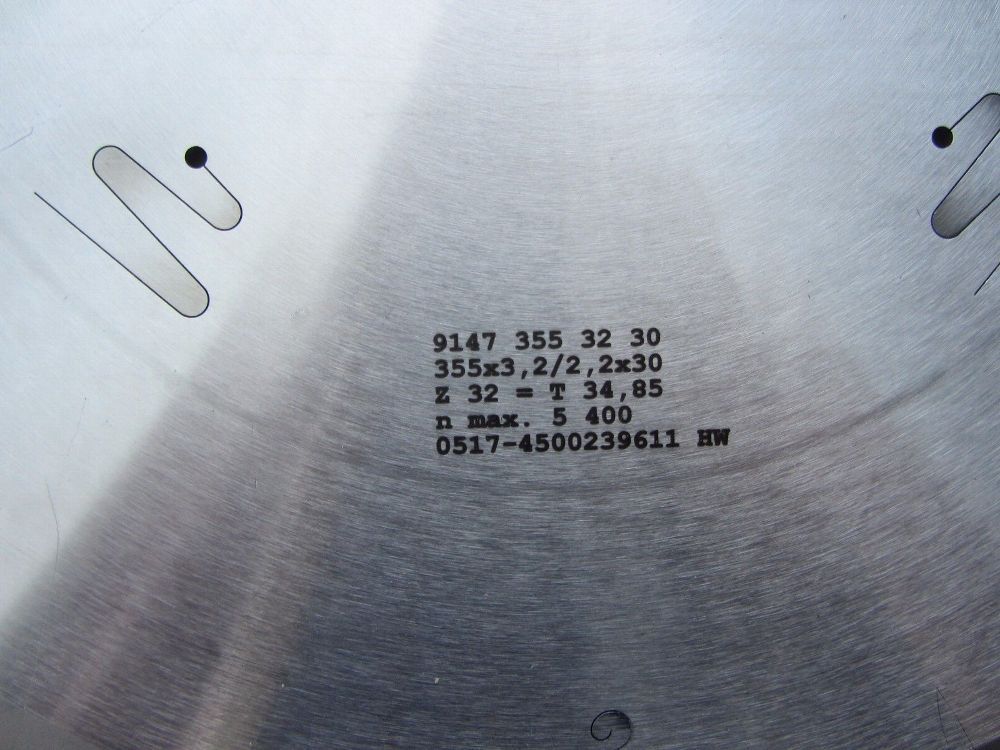 9147 355 32 30
355x3,2/2,2x30
Z 32 = T 34,85
n max. 5 400
0517-4500239611 HW